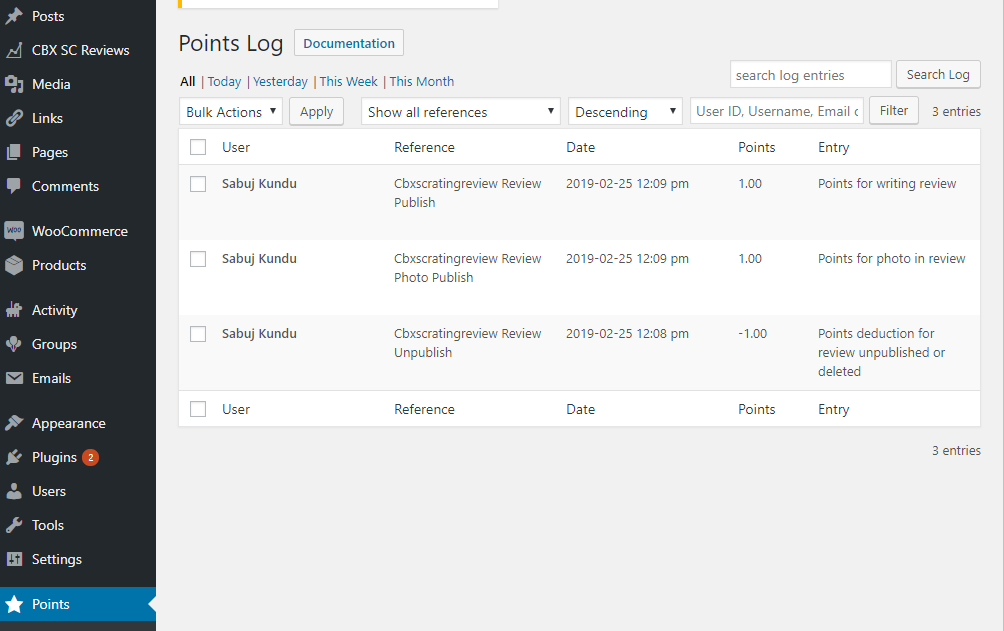 Posts
CBX SC Reviews
Media
Links
Pages
Comments
WOO WooCommerce
Products
Activity
Groups
Emails
Appearance
Plugins 2
Users
Tools
Settings
Points
Points Log Documentation
All | Today | Yesterday | This Week | This Month
search log entries Search Log
Bulk Actions Apply Show all references Descending User ID, Username, Email Filter 3 entries
User Reference Date Points Entry
Sabuj Kundu Cbxscratingreview Review 2019-02-25 12:09 pm 1.00 Points for writing review
Publish
Sabuj Kundu Cbxscratingreview Review 2019-02-25 12:09 pm 1.00 Points for photo in review
Photo Publish
Sabuj Kundu Cbxscratingreview Review 2019-02-25 12:08 pm -1.00 Points deduction for
Unpublish review unpublished or
deleted
User Reference Date Points Entry
3 entries